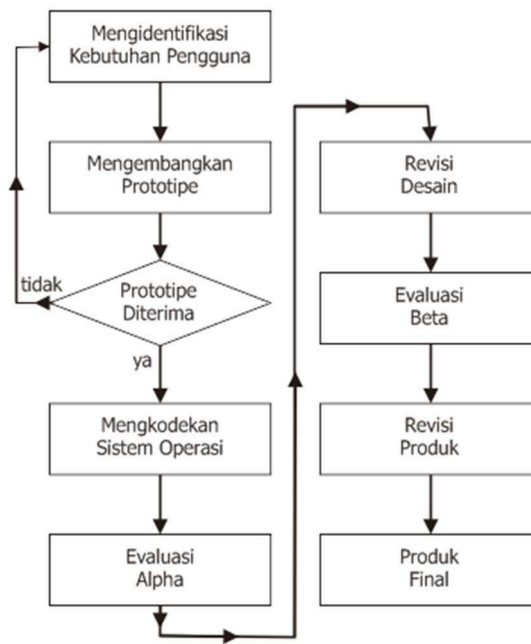 Mengidentifikasi
Kebutuhan Pengguna
Mengembangkan
Prototipe
tidak
Prototipe
Diterima
ya
Mengkodekan
Sistem Operasi
Evaluasi
Alpha
Revisi
Desain
Evaluasi
Beta
Revisi
Produk
Produk
Final